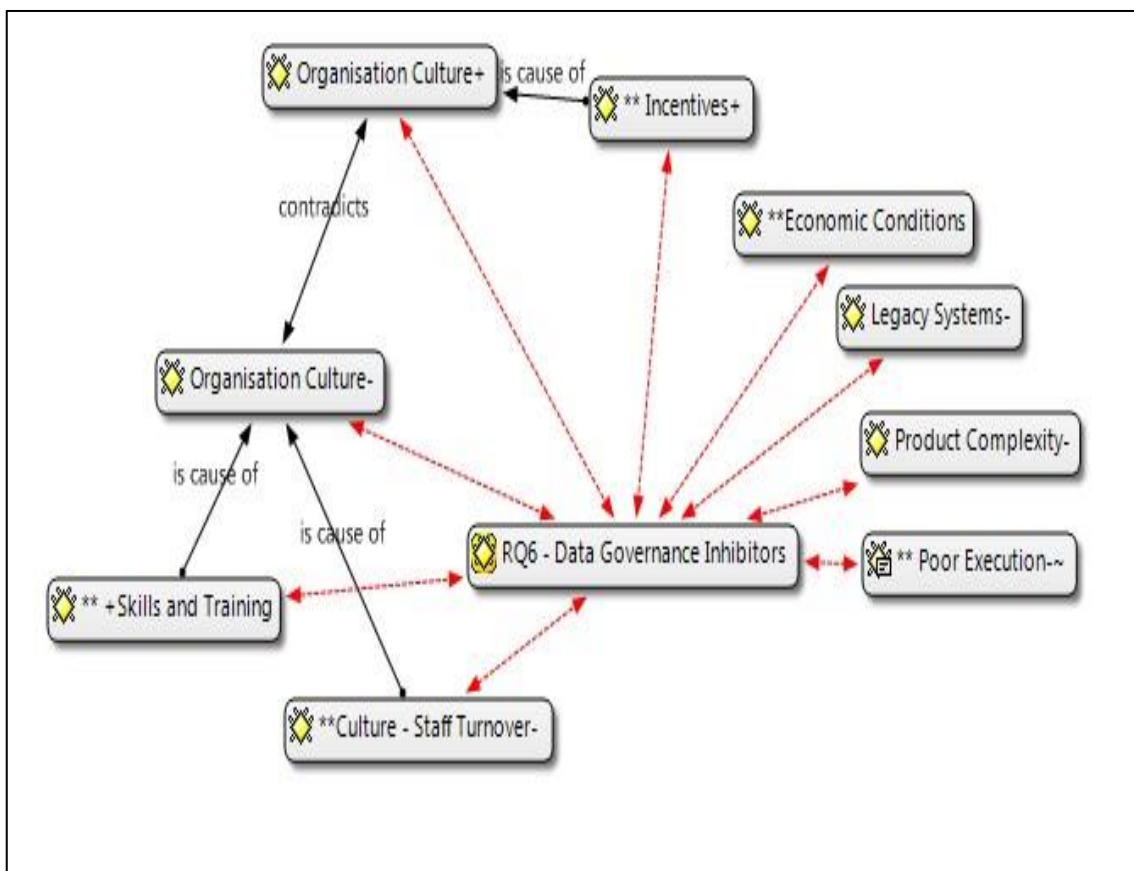 Organisation Culture+
is cause of
** Incentives+
contradicts
**Economic Conditions
Legacy Systems-
Organisation Culture-
Product Complexity-
is cause of
is cause of
RQ6 - Data Governance Inhibitors
** Poor Execution-~
** +Skills and Training
**Culture - Staff Turnover-